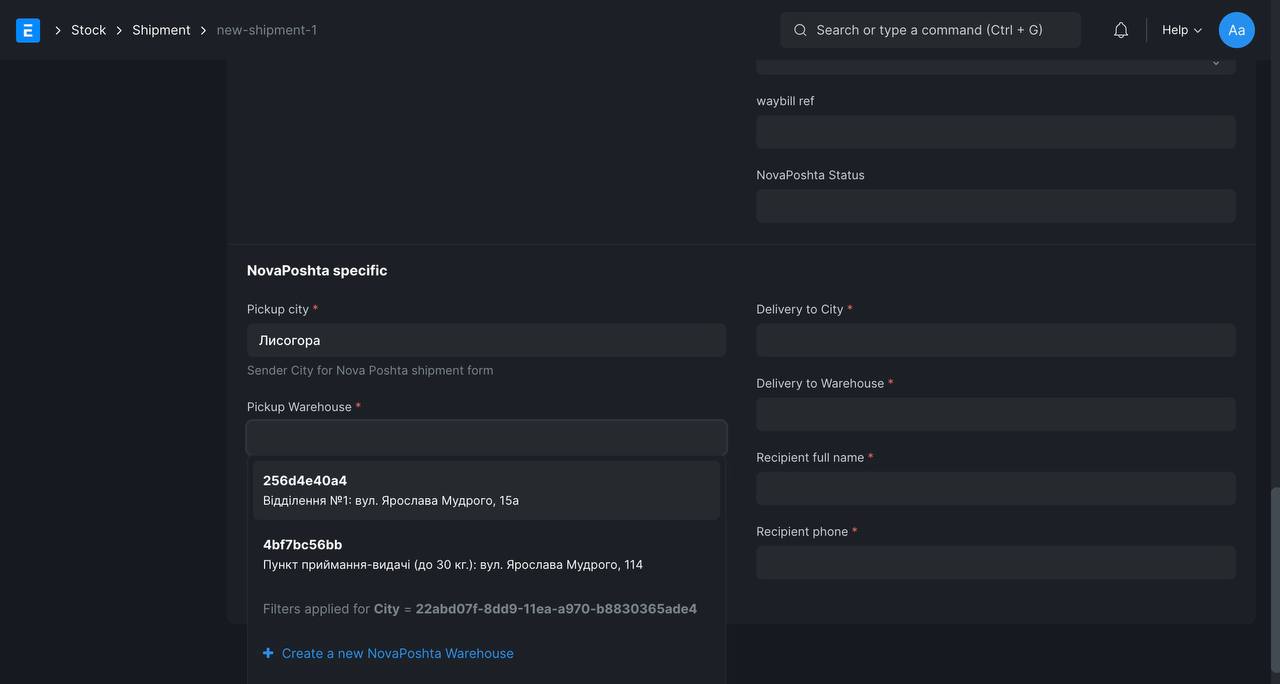 E
Stock
Shipment
new-shipment-1
Search or type a command (Ctrl + G)
Help
Aa
waybill ref
NovaPoshta Status
NovaPoshta specific
Pickup city *
Лисогора
Sender City for Nova Poshta shipment form
Pickup Warehouse *
256d4e40a4
Відділення №1: вул. Ярослава Мудрого, 15а
4bf7bc56bb
Пункт приймання-видачі (до 30 кг.): вул. Ярослава Мудрого, 114
Filters applied for City = 22abd07f-8dd9-11ea-a970-b8830365ade4
+ Create a new NovaPoshta Warehouse
Delivery to City *
Delivery to Warehouse *
Recipient full name *
Recipient phone *